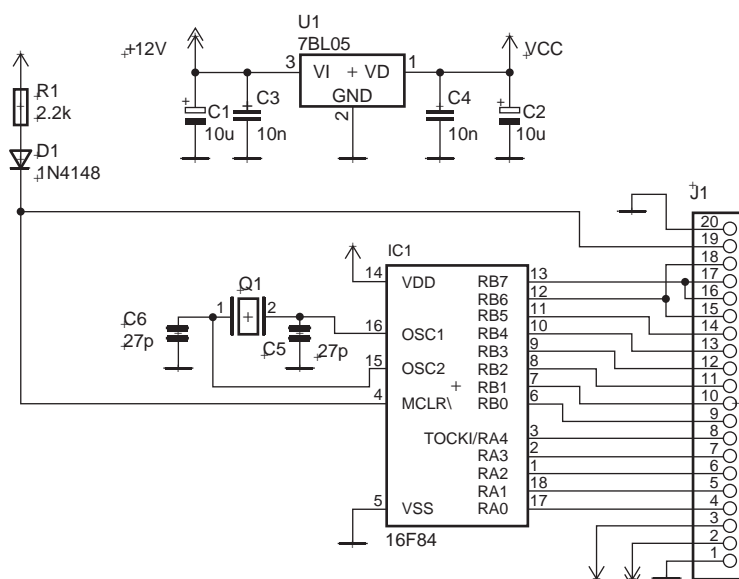 U1
7BL05
+12V
VCC
3 VI VD 1
GND
2
R1
2.2k
C1
10u
C3
10n
C4
10n
C2
10u
D1
1N4148
J1
20
19
18
17
16
15
14
13
12
11
10
9
8
7
6
5
4
3
2
1
IC1
14 VDD
16 OSC1
15 OSC2
4 MCLR\
5 VSS
RB7 13
RB6 12
RB5 11
RB4 10
RB3 9
RB2 8
RB1 7
RB0 6
TOCKI/RA4 3
RA3 2
RA2 1
RA1 18
RA0 17
16F84
Q1
1 2
C6
27p
C5
27p